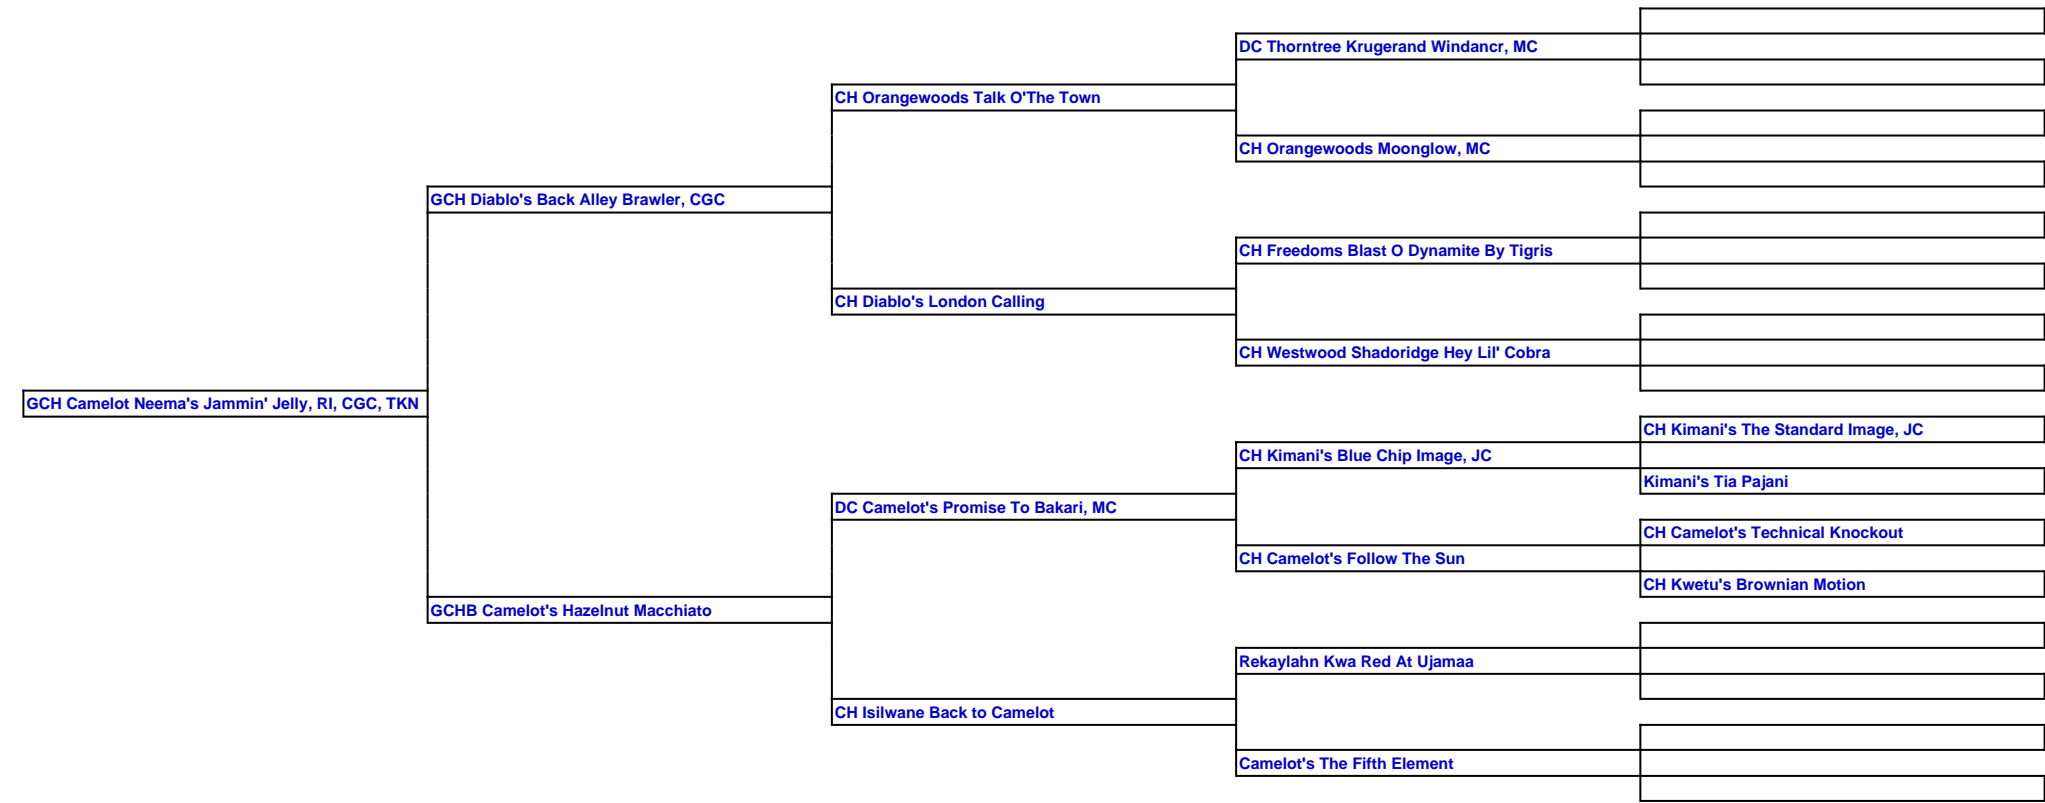 DC Thorntree Krugerand Windancr, MC
CH Orangewoods Talk O'The Town
CH Orangewoods Moonglow, MC
GCH Diablo's Back Alley Brawler, CGC
CH Freedoms Blast O Dynamite By Tigris
CH Diablo's London Calling
CH Westwood Shadoridge Hey Lil' Cobra
GCH Camelot Neema's Jammin' Jelly, RI, CGC, TKN
CH Kimani's The Standard Image, JC
CH Kimani's Blue Chip Image, JC
Kimani's Tia Pajani
DC Camelot's Promise To Bakari, MC
CH Camelot's Technical Knockout
CH Camelot's Follow The Sun
CH Kwetu's Brownian Motion
GCHB Camelot's Hazelnut Macchiato
Rekaylahn Kwa Red At Ujamaa
CH Isilwane Back to Camelot
Camelot's The Fifth Element